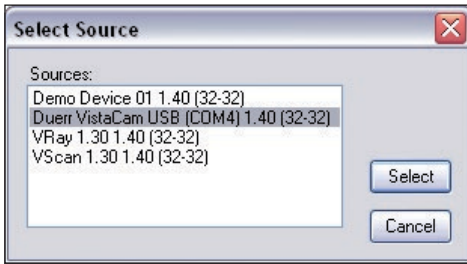 Select Source
Sources:
Demo Device 01 1.40 (32-32)
Duerr VistaCam USB (COM4) 1.40 (32-32)
VRay 1.30 1.40 (32-32)
VScan 1.30 1.40 (32-32)
Select
Cancel